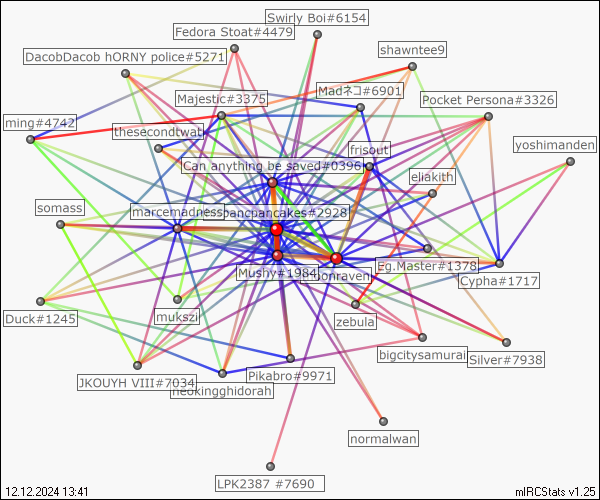 Swirly Boi#6154
Fedora Stoat#4479
shawntee9
DacobDacob hORNY police#5271
Madネコ#6901
Majestic#3375
Pocket Persona#3326
ming#4742
thesecondtwat
yoshimanden
frisout
Can anything be saved#0396
eliakith
somass
marcemadness
pancpancakes#2928
Eg.Master#1378
Mushy#1984
Cypha#1717
mukszi
zebula
Duck#1245
bigcitysamurai
Silver#7938
Pikabro#9971
JKOUYH VIII#7034
neokingghidorah
normalwan
LPK2387 #7690
12.12.2024 13:41
mIRCStats v1.25